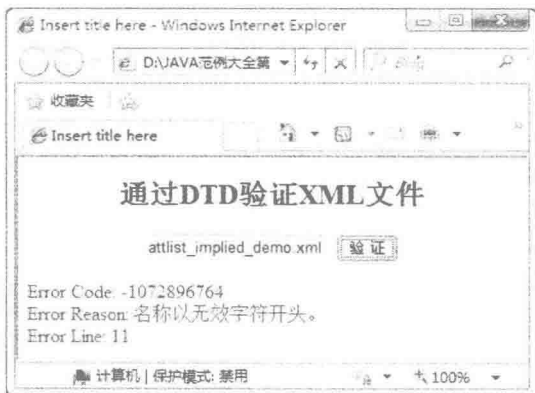 Insert title here - Windows Internet Explorer
D:\JAVA范例大全篇
收藏夹
Insert title here
通过DTD验证XML文件
attlist_implied_demo.xml 验 证
Error Code: -1072896764
Error Reason: 名称以无效字符开头。
Error Line: 11
计算机 | 保护模式: 禁用 100%